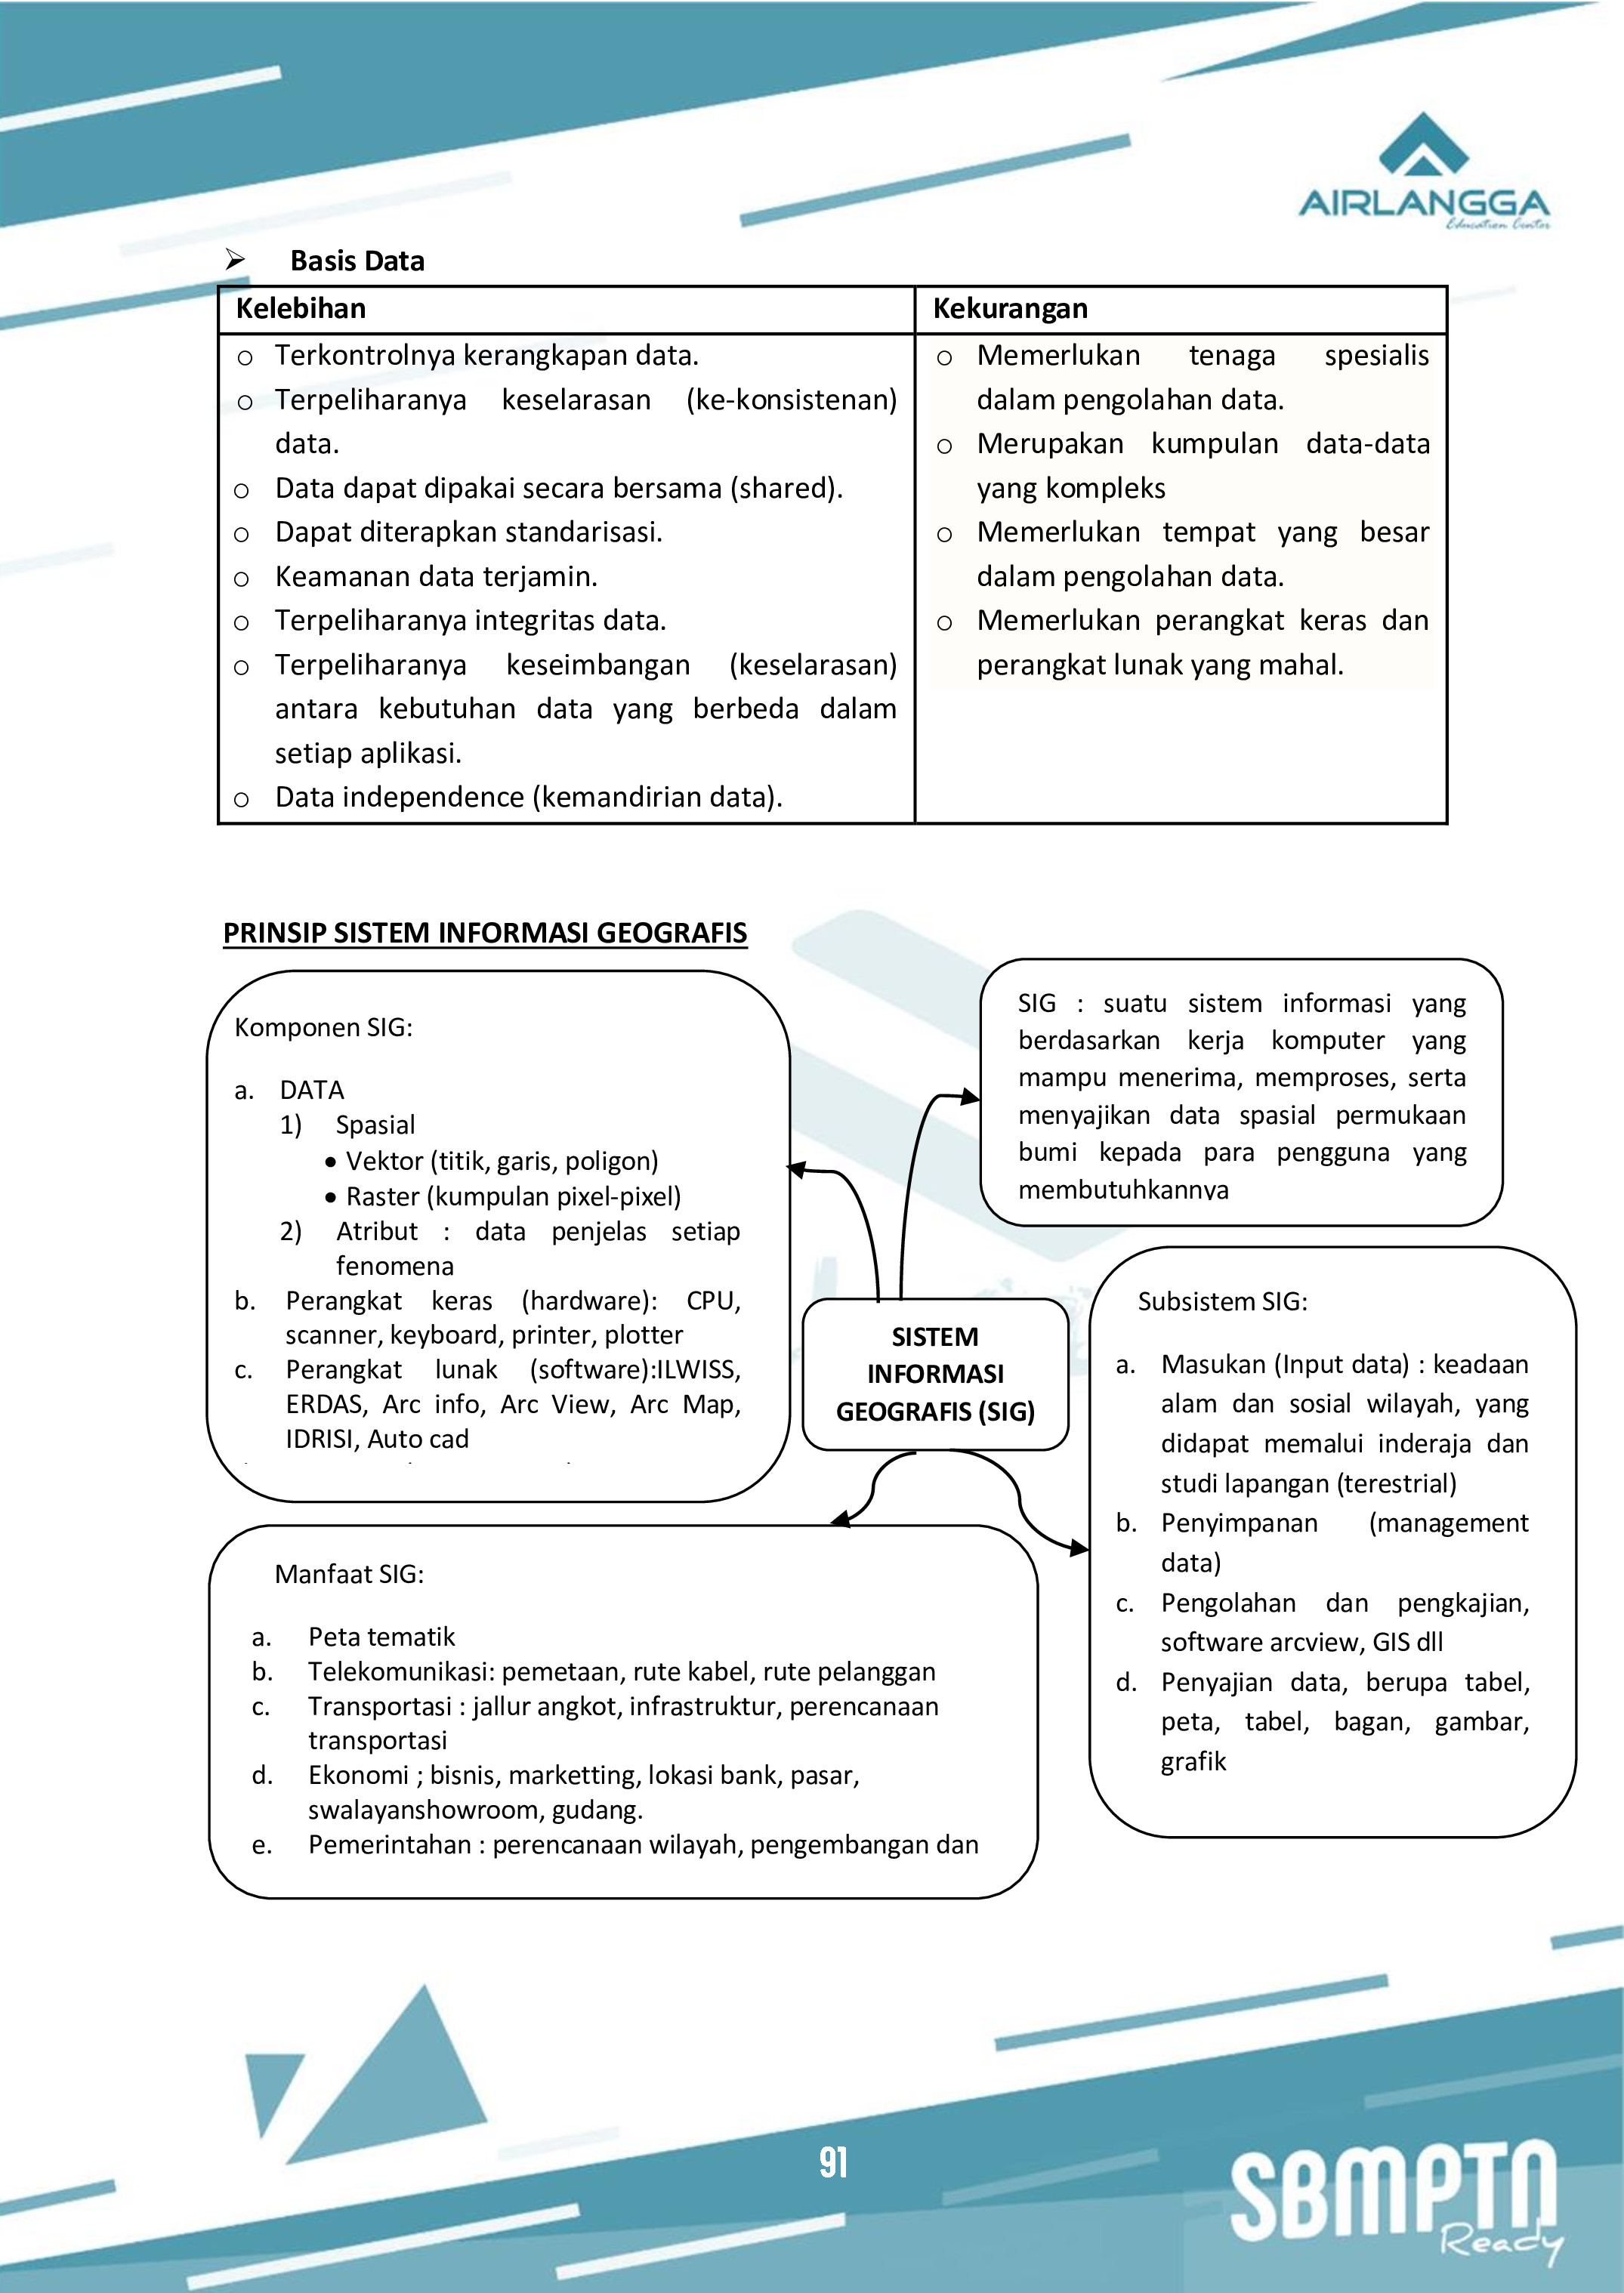 AIRLANGGA
Education Center
➢ Basis Data
Kelebihan
○ Terkontrolnya kerangkapan data.
○ Terpeliharanya keselarasan (ke-konsistenan)
data.
○ Data dapat dipakai secara bersama (shared).
○ Dapat diterapkan standarisasi.
○ Keamanan data terjamin.
○ Terpeliharanya integritas data.
○ Terpeliharanya keseimbangan (keselarasan)
antara kebutuhan data yang berbeda dalam
setiap aplikasi.
○ Data independence (kemandirian data).
Kekurangan
○ Memerlukan tenaga spesialis
dalam pengolahan data.
○ Merupakan kumpulan data-data
yang kompleks
○ Memerlukan tempat yang besar
dalam pengolahan data.
○ Memerlukan perangkat keras dan
perangkat lunak yang mahal.
PRINSIP SISTEM INFORMASI GEOGRAFIS
Komponen SIG:
a. DATA
1) Spasial
• Vektor (titik, garis, poligon)
• Raster (kumpulan pixel-pixel)
2) Atribut : data penjelas setiap
fenomena
b. Perangkat keras (hardware): CPU,
scanner, keyboard, printer, plotter
c. Perangkat lunak (software):ILWISS,
ERDAS, Arc info, Arc View, Arc Map,
IDRISI, Auto cad
SIG : suatu sistem informasi yang
berdasarkan kerja komputer yang
mampu menerima, memproses, serta
menyajikan data spasial permukaan
bumi kepada para pengguna yang
membutuhkannya
SISTEM
INFORMASI
GEOGRAFIS (SIG)
Subsistem SIG:
a. Masukan (Input data) : keadaan
alam dan sosial wilayah, yang
didapat memalui inderaja dan
studi lapangan (terestrial)
b. Penyimpanan (management
data)
c. Pengolahan dan pengkajian,
software arcview, GIS dll
d. Penyajian data, berupa tabel,
peta, tabel, bagan, gambar,
grafik
Manfaat SIG:
a. Peta tematik
b. Telekomunikasi: pemetaan, rute kabel, rute pelanggan
c. Transportasi : jallur angkot, infrastruktur, perencanaan
transportasi
d. Ekonomi ; bisnis, marketting, lokasi bank, pasar,
swalayanshowroom, gudang.
e. Pemerintahan : perencanaan wilayah, pengembangan dan
91
SBMPTN
Ready